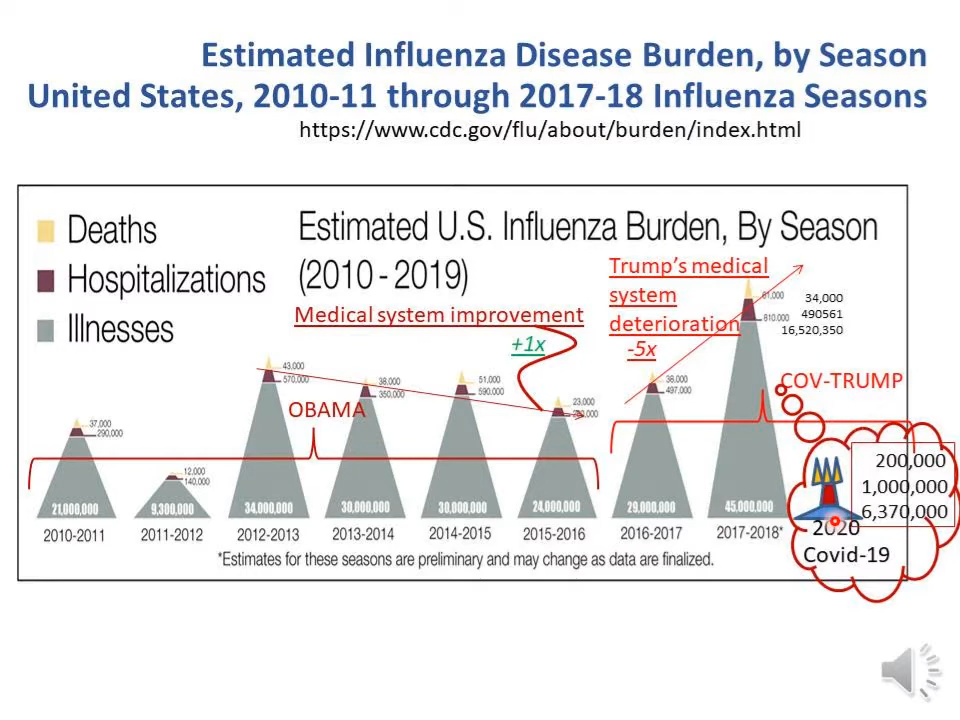 Estimated Influenza Disease Burden, by Season
United States, 2010-11 through 2017-18 Influenza Seasons
https://www.cdc.gov/flu/about/burden/index.html
Deaths
Hospitalizations
Illnesses
Estimated U.S. Influenza Burden, By Season
(2010 - 2019)
Medical system improvement
+1x
Trump's medical
system
deterioration
-5x
34,000
490561
16,520,350
COV-TRUMP
OBAMA
37,000
290,000
12,000
140,000
43,000
570,000
38,000
350,000
51,000
590,000
23,000
38,000
497,000
61,000
810,000
21,000,000
9,300,000
34,000,000
30,000,000
30,000,000
24,000,000
29,000,000
45,000,000
2010-2011
2011-2012
2012-2013
2013-2014
2014-2015
2015-2016
2016-2017
2017-2018*
*Estimates for these seasons are preliminary and may change as data are finalized.
200,000
1,000,000
6,370,000
2020
Covid-19